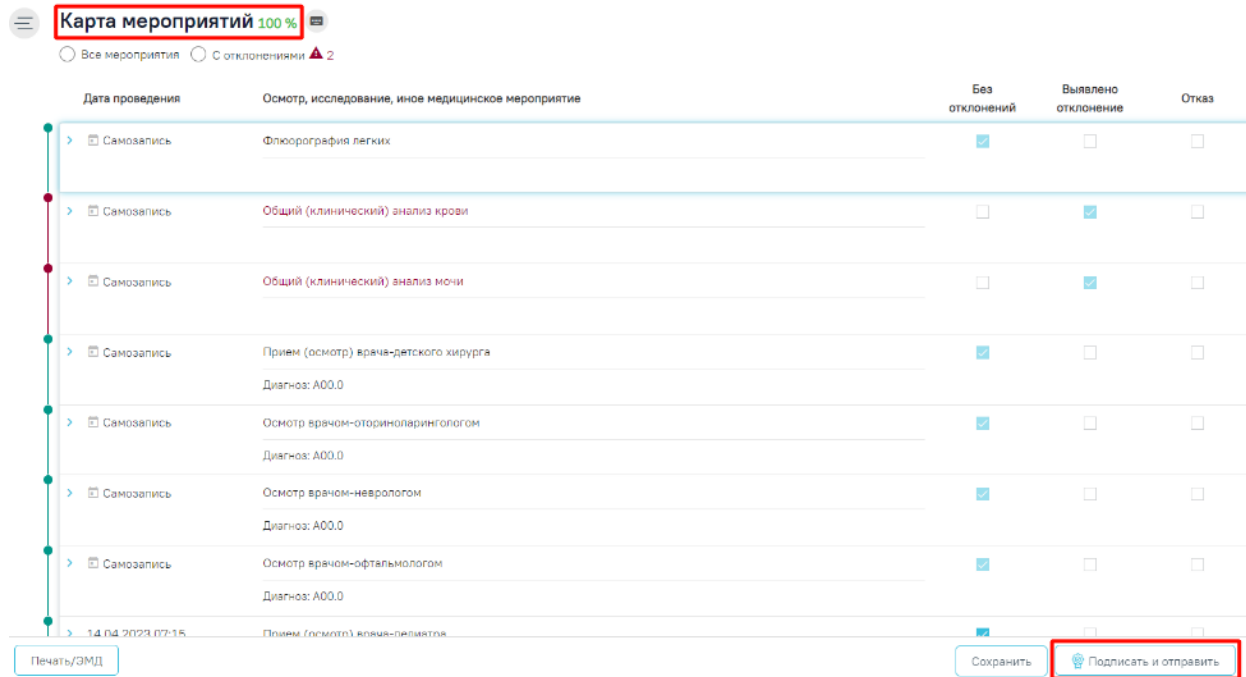 Карта мероприятий 100 %
Все мероприятия С отклонениями 2
Дата проведения Осмотр, исследование, иное медицинское мероприятие Без отклонений Выявлено отклонение Отказ
Самозапись Флюорография легких
Самозапись Общий (клинический) анализ крови
Самозапись Общий (клинический) анализ мочи
Самозапись Прием (осмотр) врача-детского хирурга
Диагноз: A00.0
Самозапись Осмотр врачом-оториноларингологом
Диагноз: A00.0
Самозапись Осмотр врачом-неврологом
Диагноз: A00.0
Самозапись Осмотр врачом-офтальмологом
Диагноз: A00.0
14.04.2023 07:15 Прием (осмотр) врача-педиатра
Печать/ЭМД Сохранить Подписать и отправить